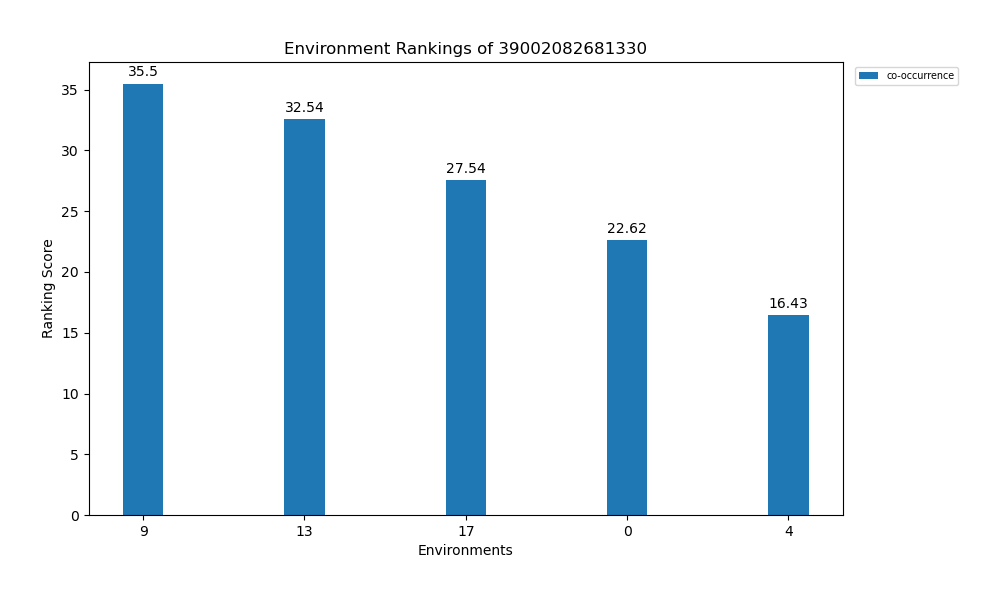 Environment Rankings of 39002082681330
co-occurrence
35.5
32.54
27.54
22.62
16.43
35
30
25
20
15
10
5
0
Ranking Score
9 13 17 0 4
Environments